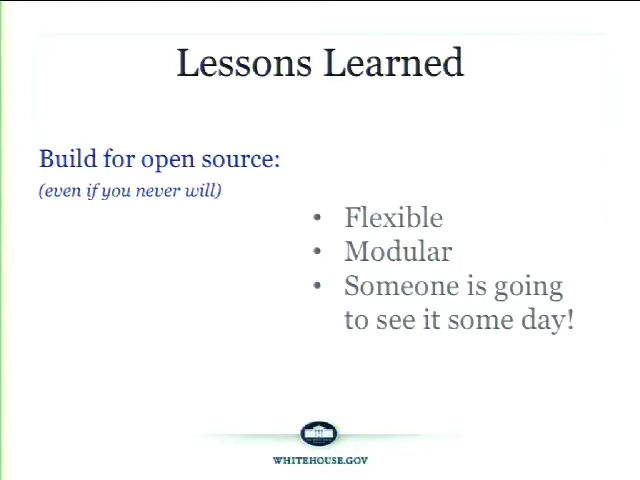 Lessons Learned
Build for open source:
(even if you never will)
• Flexible
• Modular
• Someone is going
to see it some day!
WHITEHOUSE.GOV